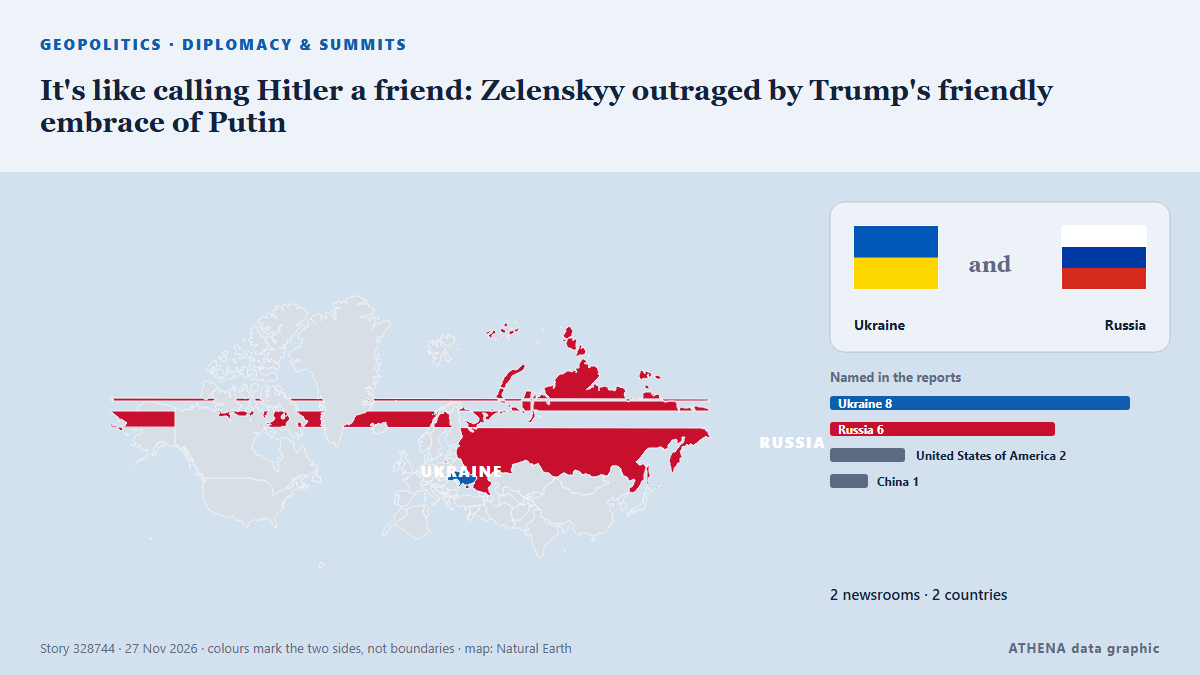 GEOPOLITICS · DIPLOMACY & SUMMITS
It's like calling Hitler a friend: Zelenskyy outraged by Trump's friendly
embrace of Putin
and
Ukraine
Russia
Named in the reports
Ukraine 8
Russia 6
United States of America 2
China 1
RUSSIA
UKRAINE
2 newsrooms · 2 countries
Story 328744 · 27 Nov 2026 · colours mark the two sides, not boundaries · map: Natural Earth
ATHENA data graphic